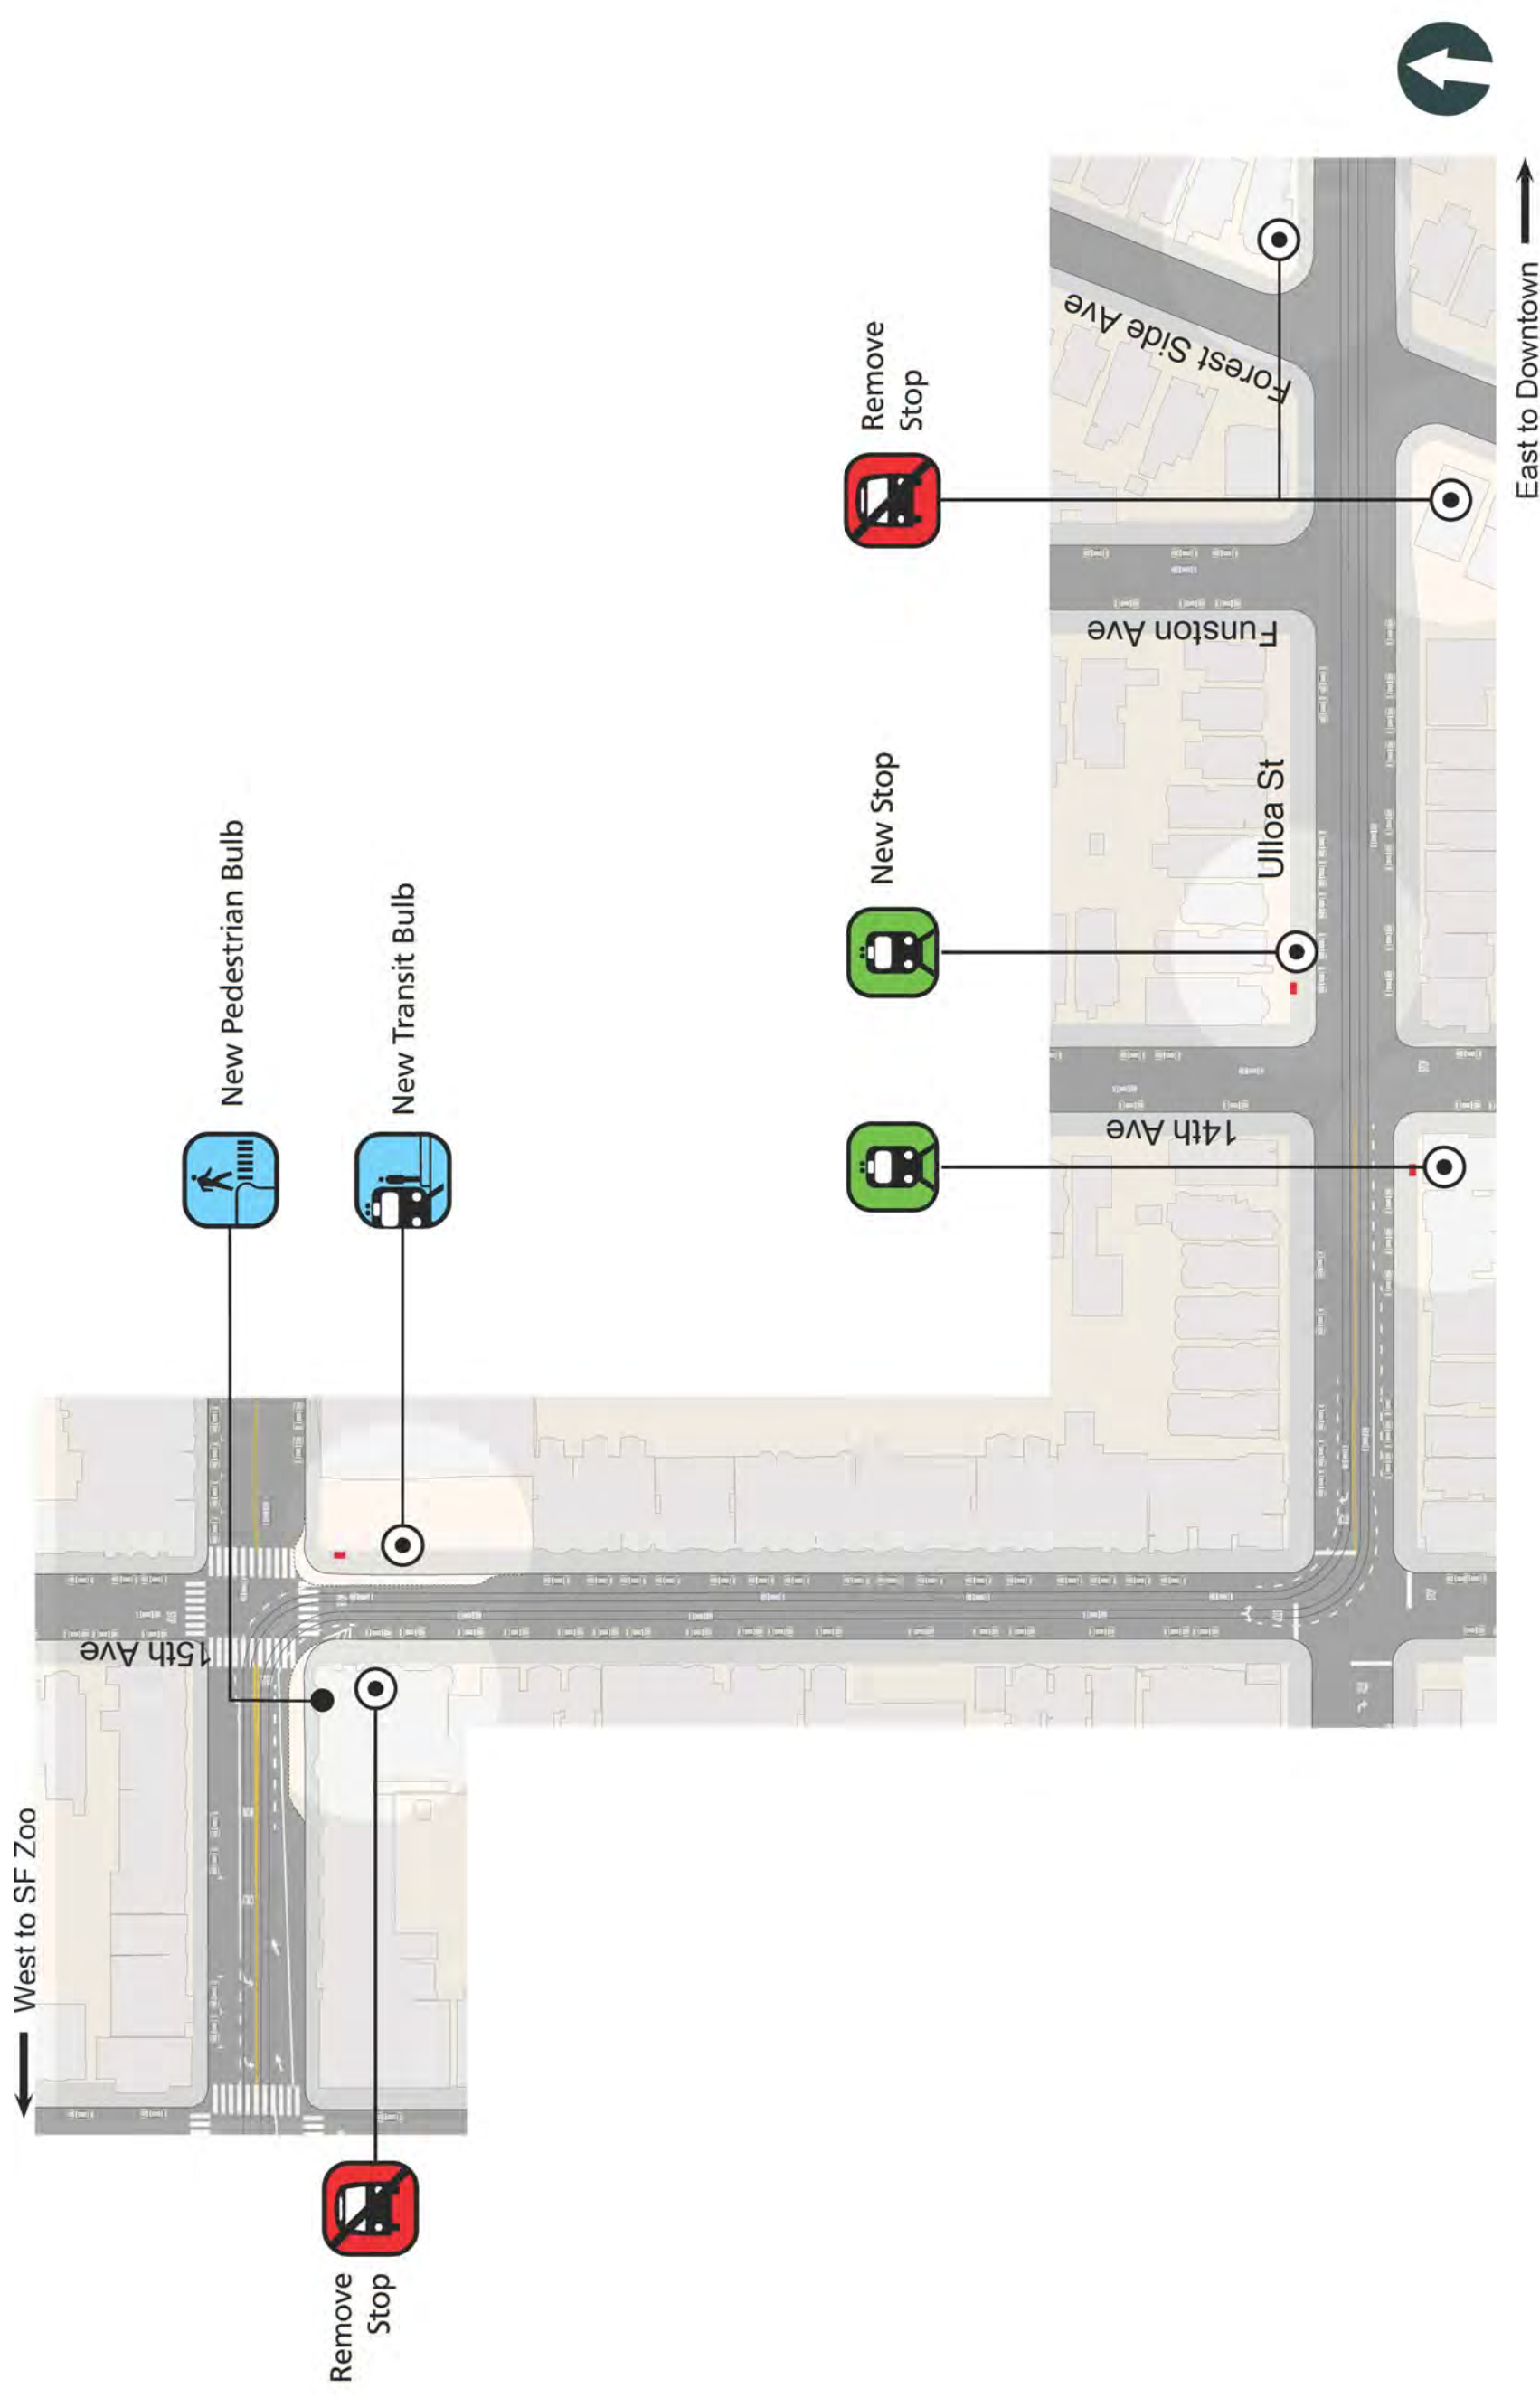 West to SF Zoo
New Pedestrian Bulb
New Transit Bulb
15th Ave
Remove
Stop
New Stop
Remove
Stop
14th Ave
Funston Ave
Forest Side Ave
Ulloa St
East to Downtown